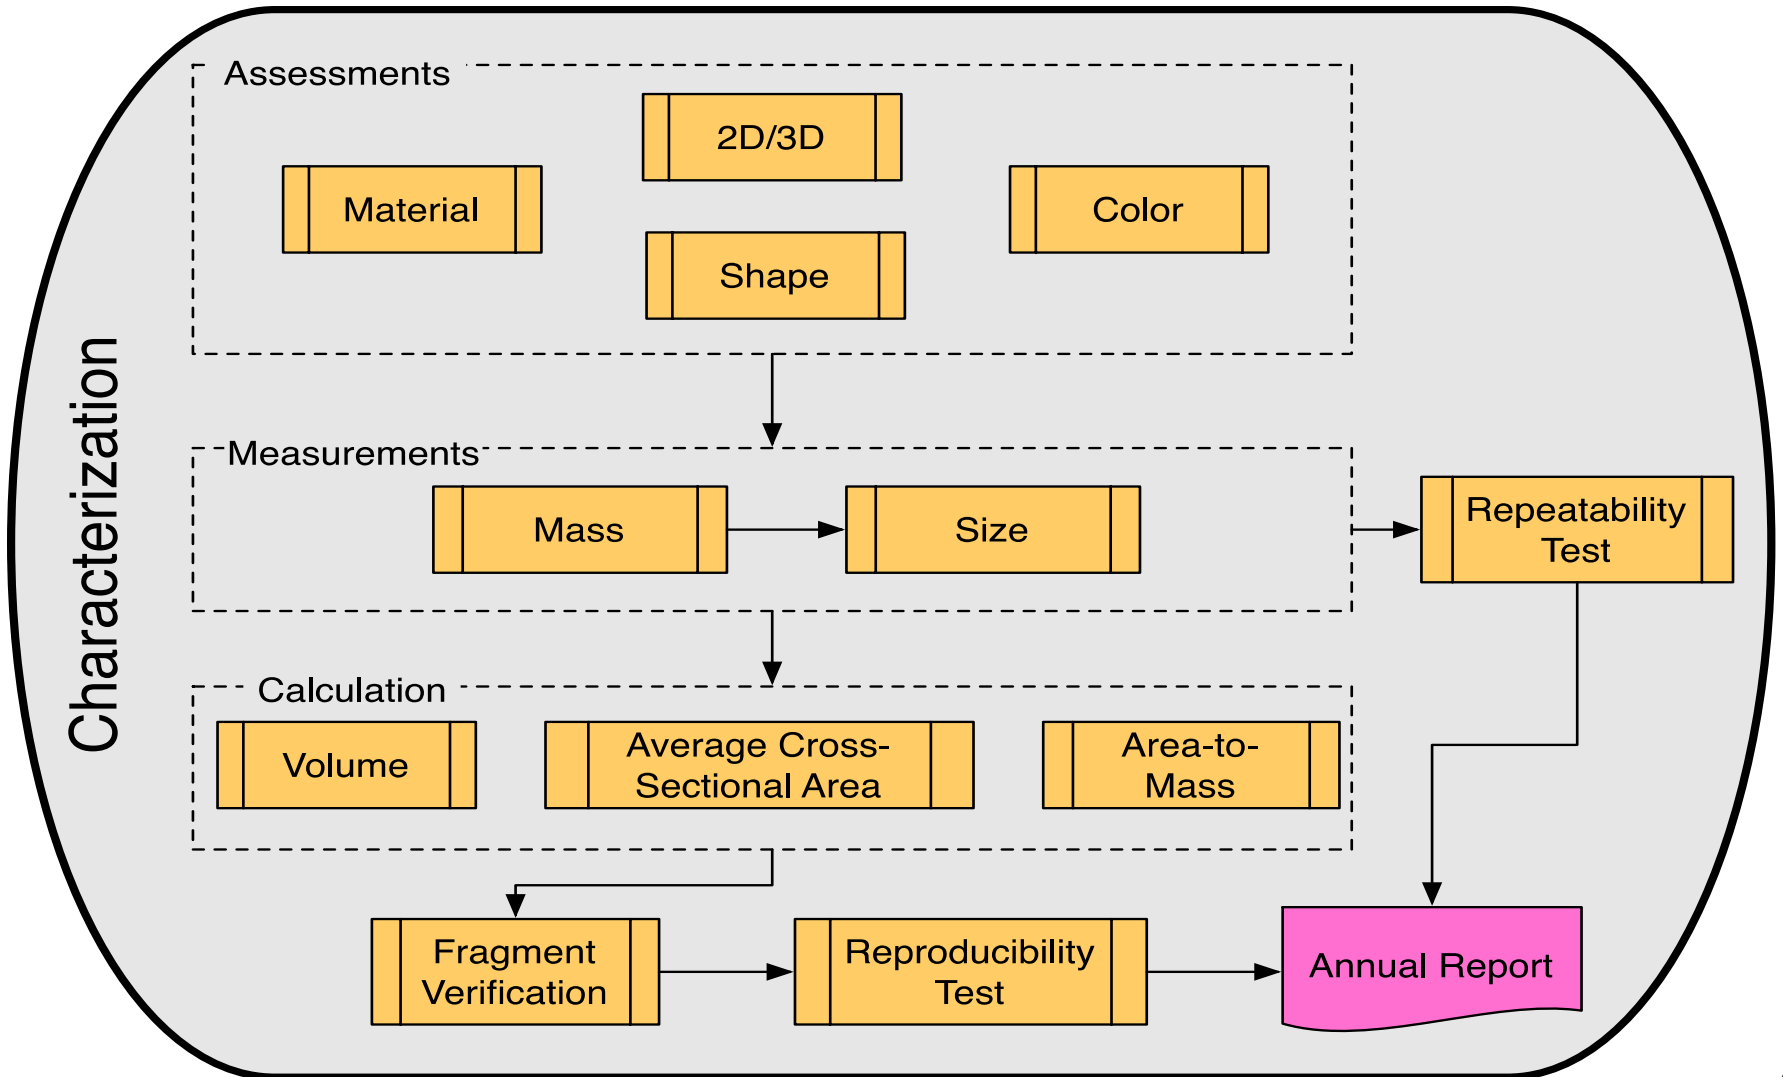 Characterization
Assessments
2D/3D
Material
Color
Shape
Measurements
Mass
Size
Repeatability
Test
Calculation
Volume
Average Cross-
Sectional Area
Area-to-
Mass
Fragment
Verification
Reproducibility
Test
Annual Report